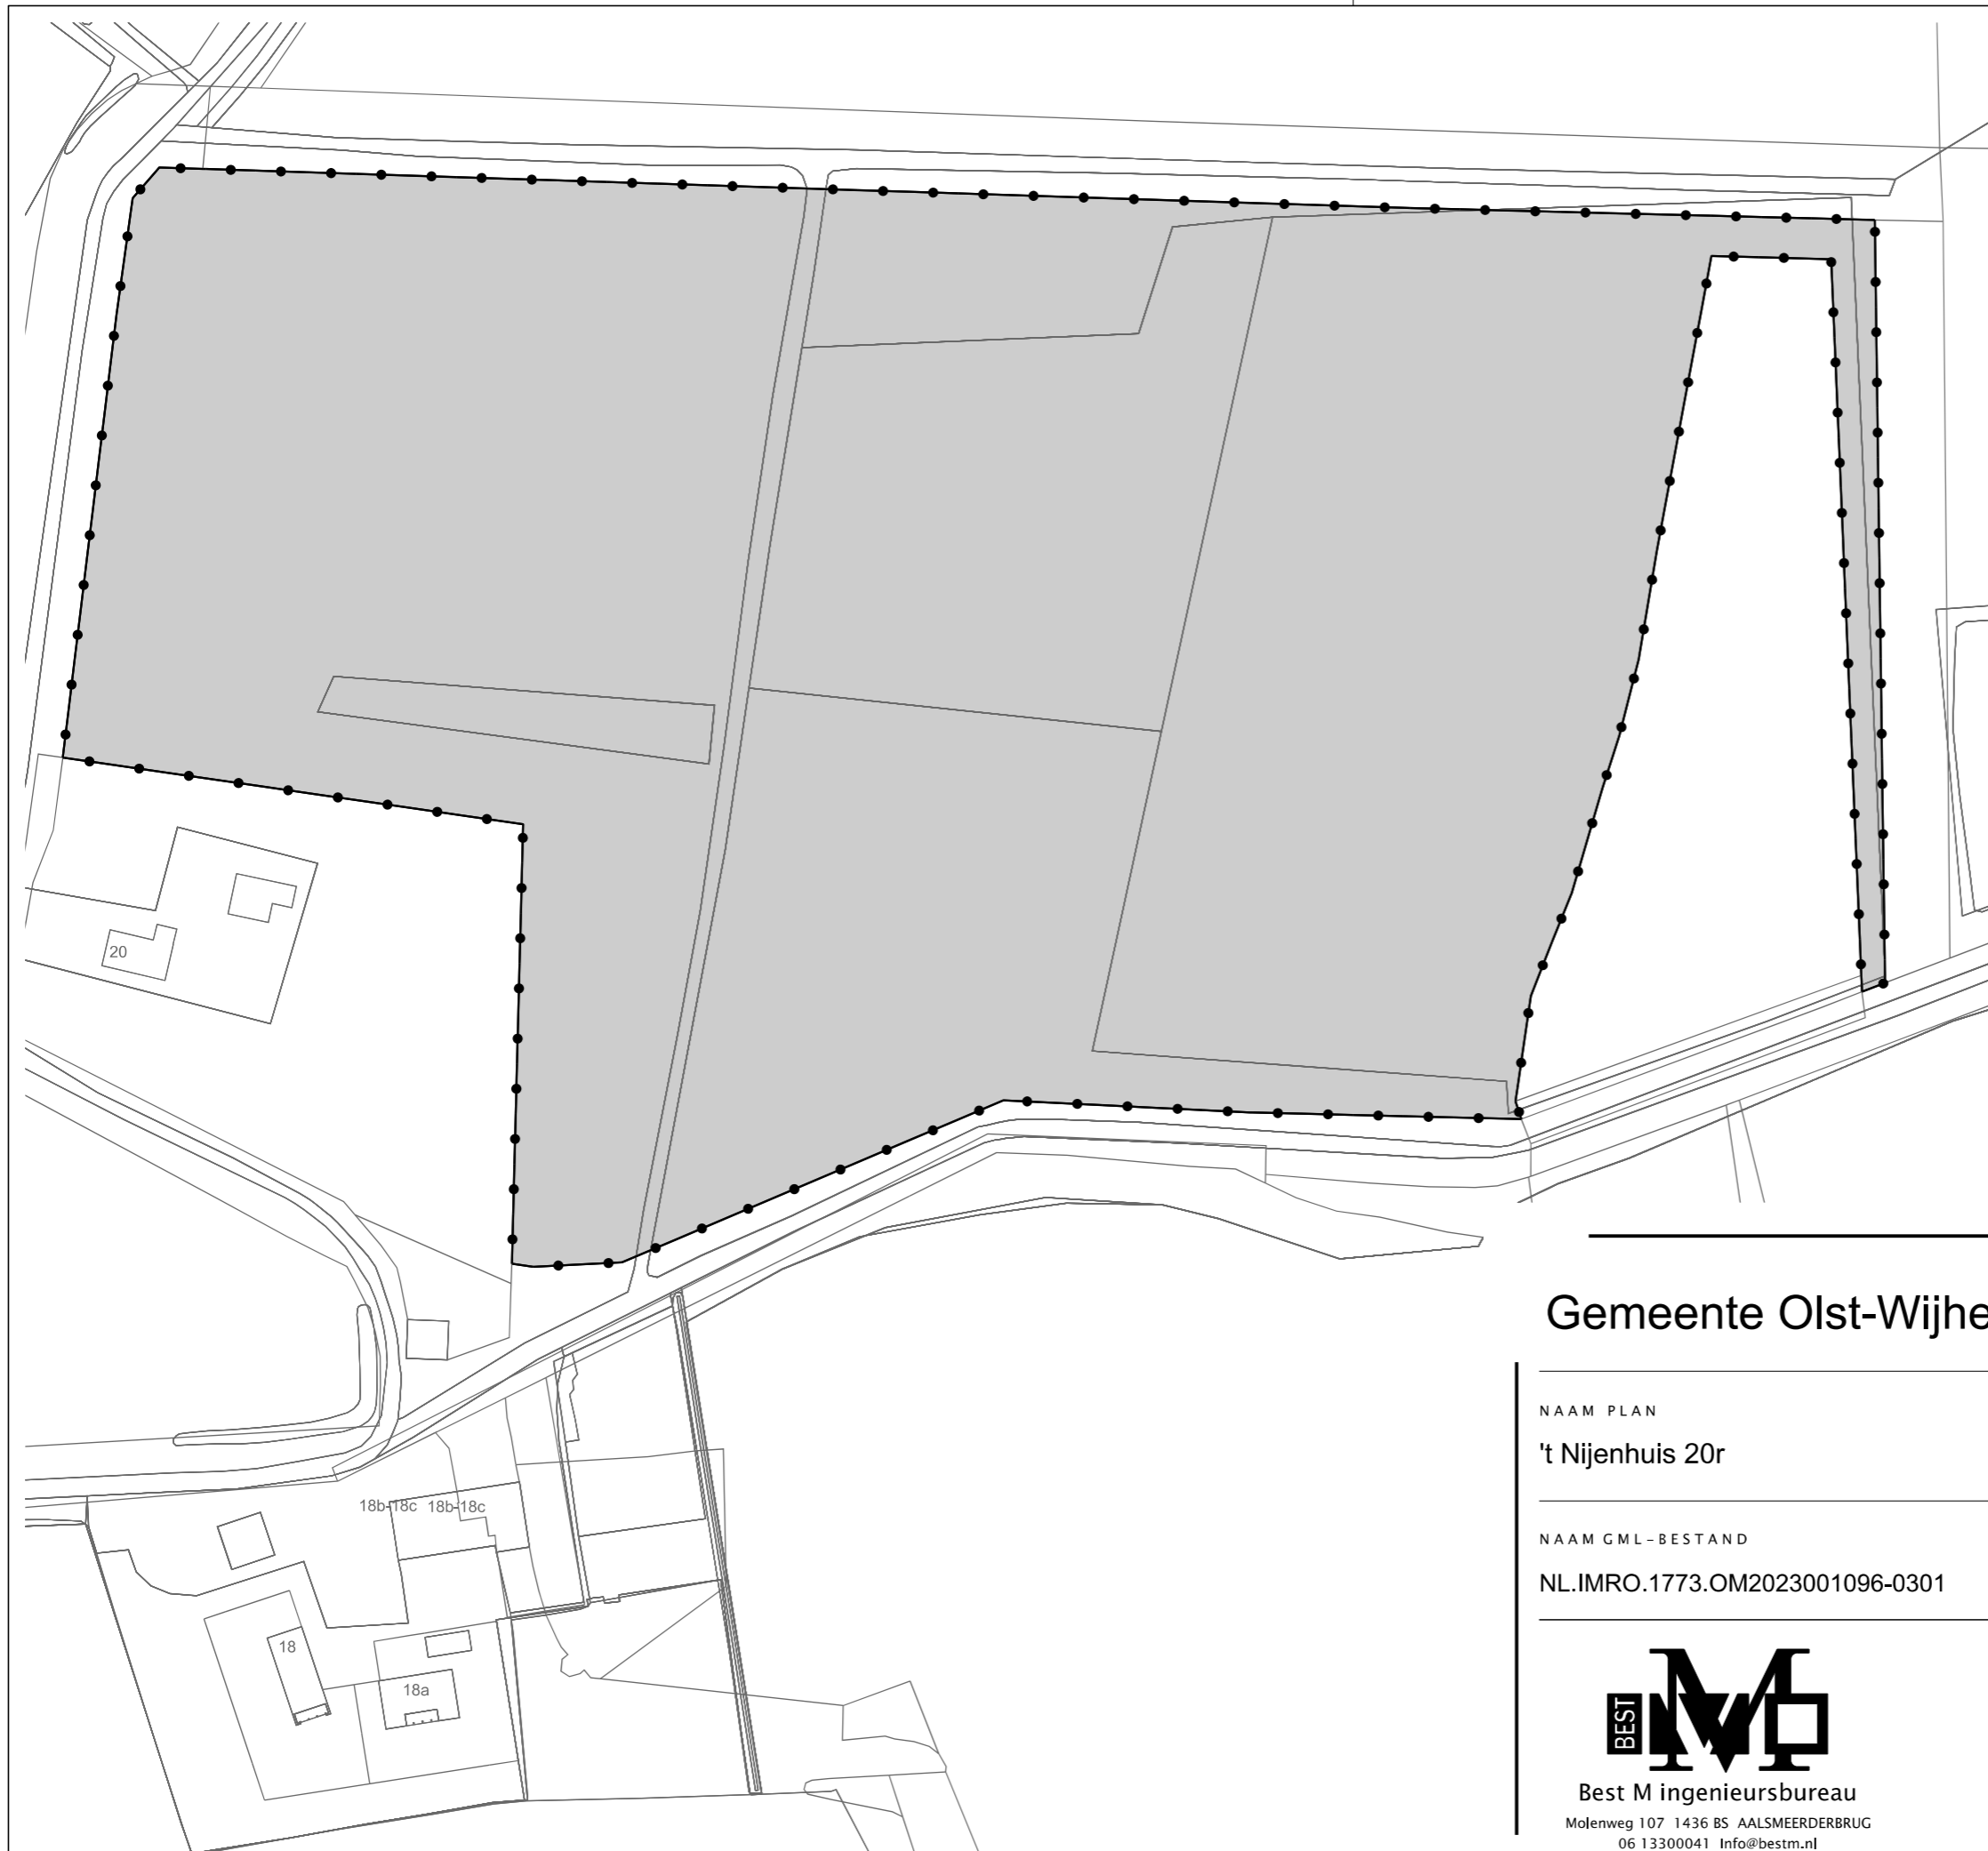 20
18b-18c 18b-18c
18
18a
Gemeente Olst-Wijhe
NAAM PLAN
't Nijenhuis 20r
NAAM GML-BESTAND
NL.IMRO.1773.OM2023001096-0301
BEST
M
Best M ingenieursbureau
Molenweg 107 1436 BS AALSMEERDERBRUG
06 13300041 Info@bestm.nl